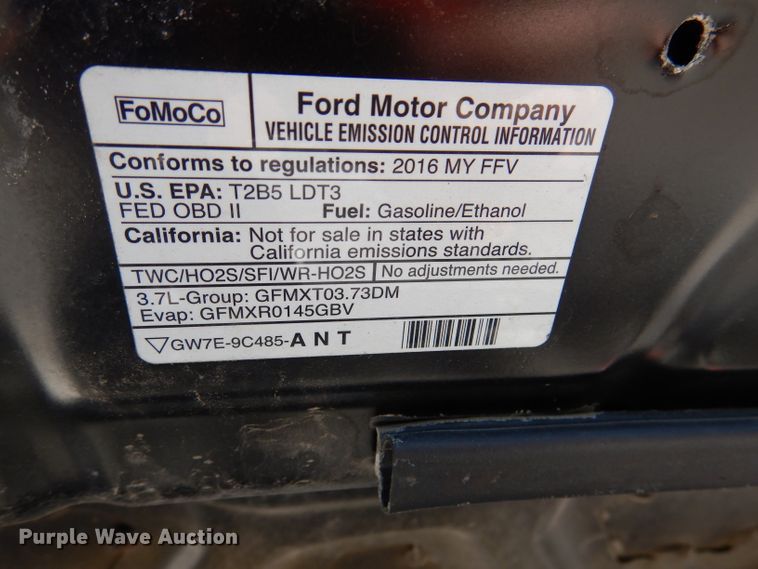 FoMoCo
Ford Motor Company
VEHICLE EMISSION CONTROL INFORMATION
Conforms to regulations: 2016 MY FFV
U.S. EPA: T2B5 LDT3
FED OBD II Fuel: Gasoline/Ethanol
California: Not for sale in states with
California emissions standards.
TWC/HO2S/SFI/WR-HO2S No adjustments needed.
3.7L-Group: GFMXT03.73DM
Evap: GFMXR0145GBV
GW7E-9C485-ANT
Purple Wave Auction